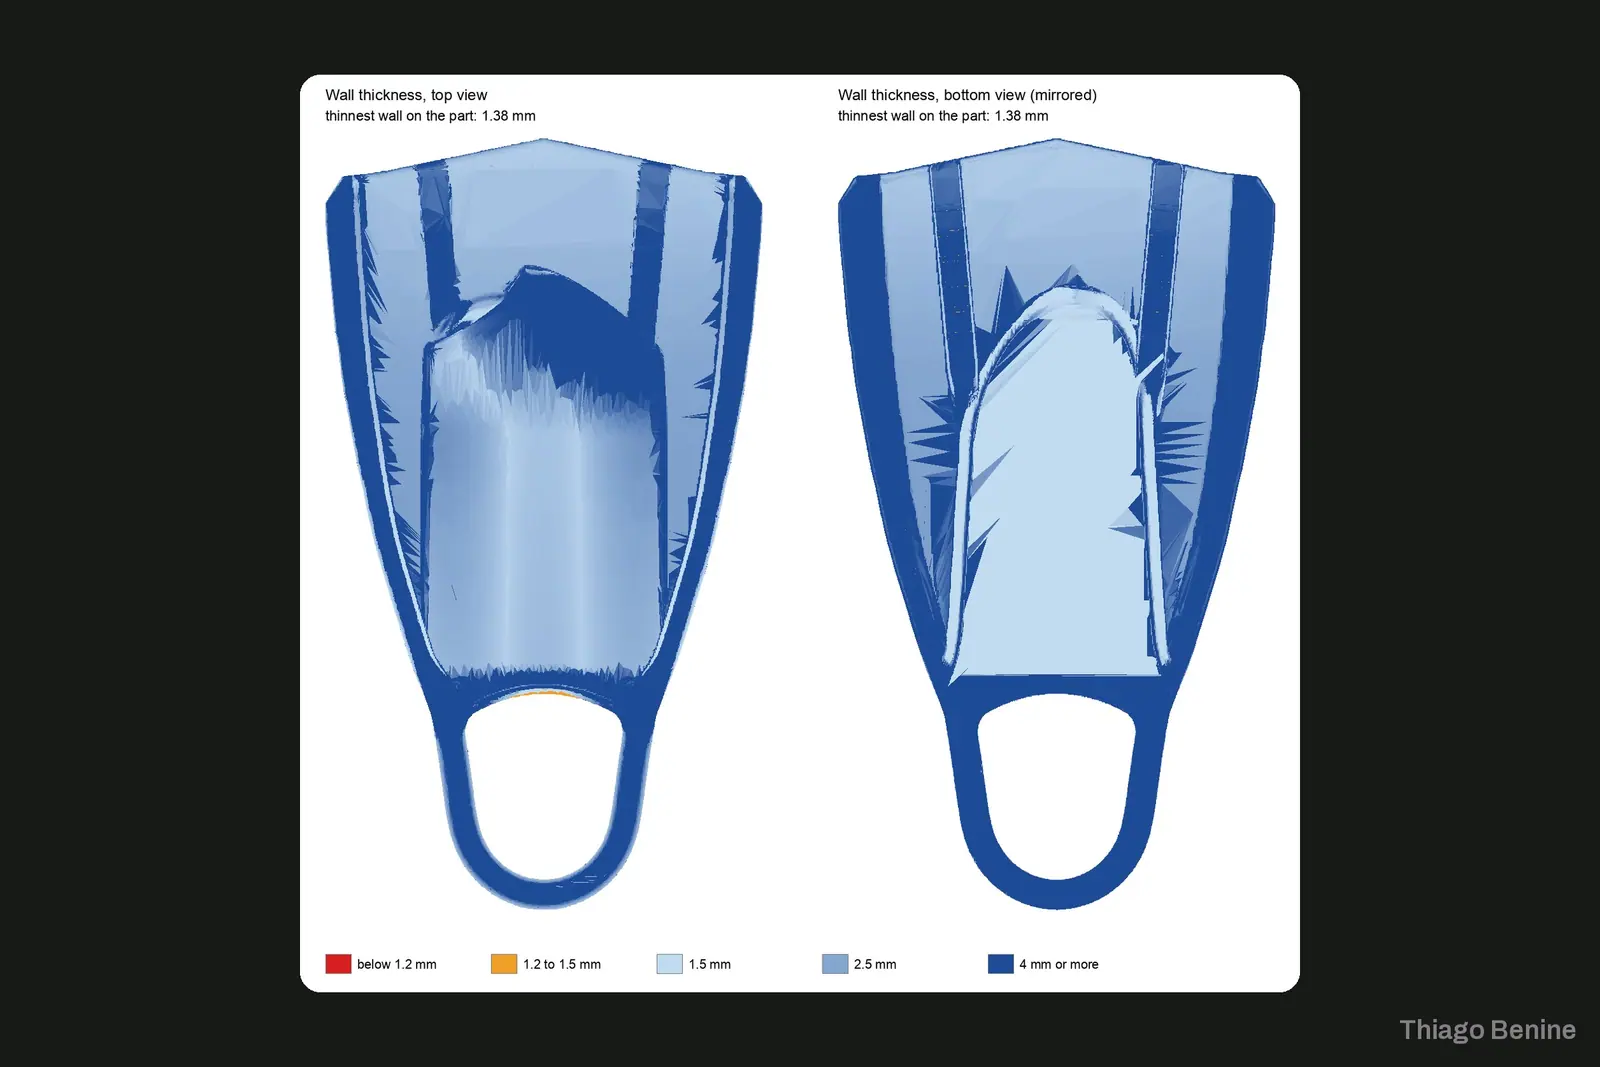 Wall thickness, top view
thinnest wall on the part: 1.38 mm
Wall thickness, bottom view (mirrored)
thinnest wall on the part: 1.38 mm
below 1.2 mm
1.2 to 1.5 mm
1.5 mm
2.5 mm
4 mm or more
Thiago Benine